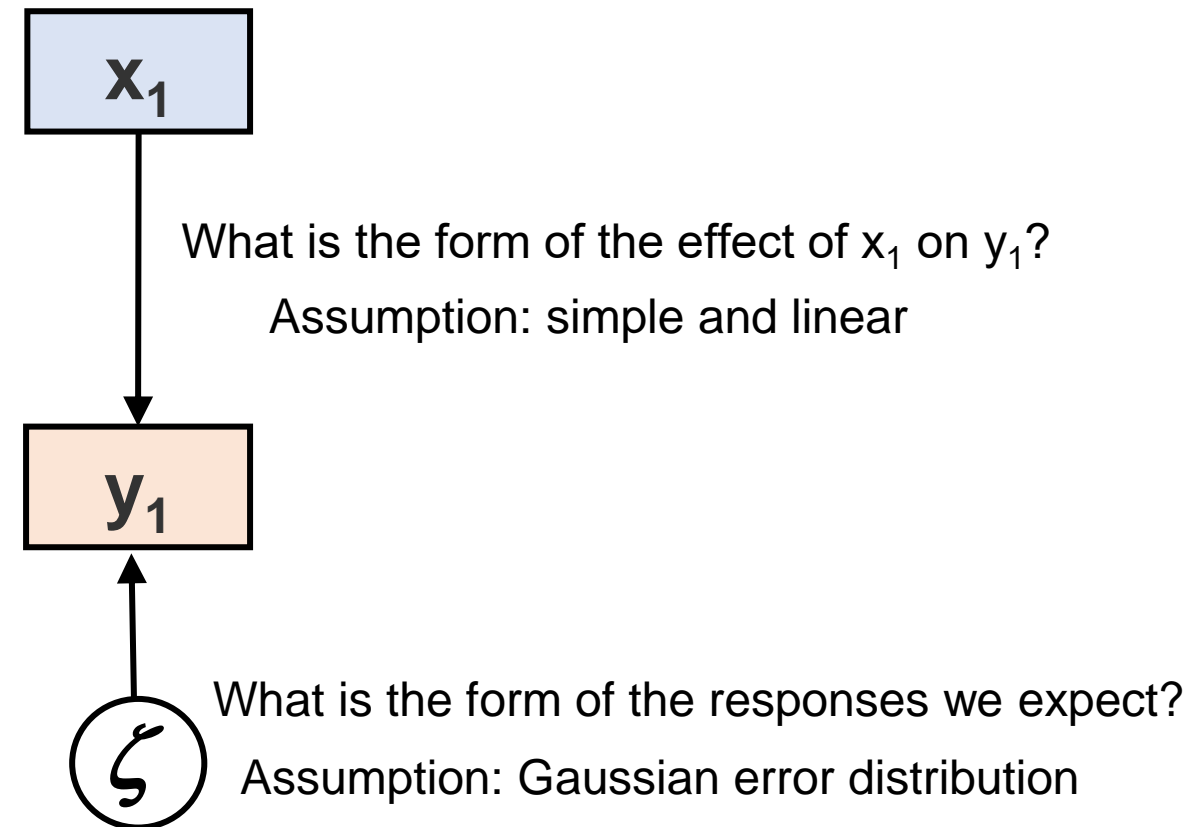 x₁
What is the form of the effect of x₁ on y₁?
Assumption: simple and linear
y₁
What is the form of the responses we expect?
ζ
Assumption: Gaussian error distribution